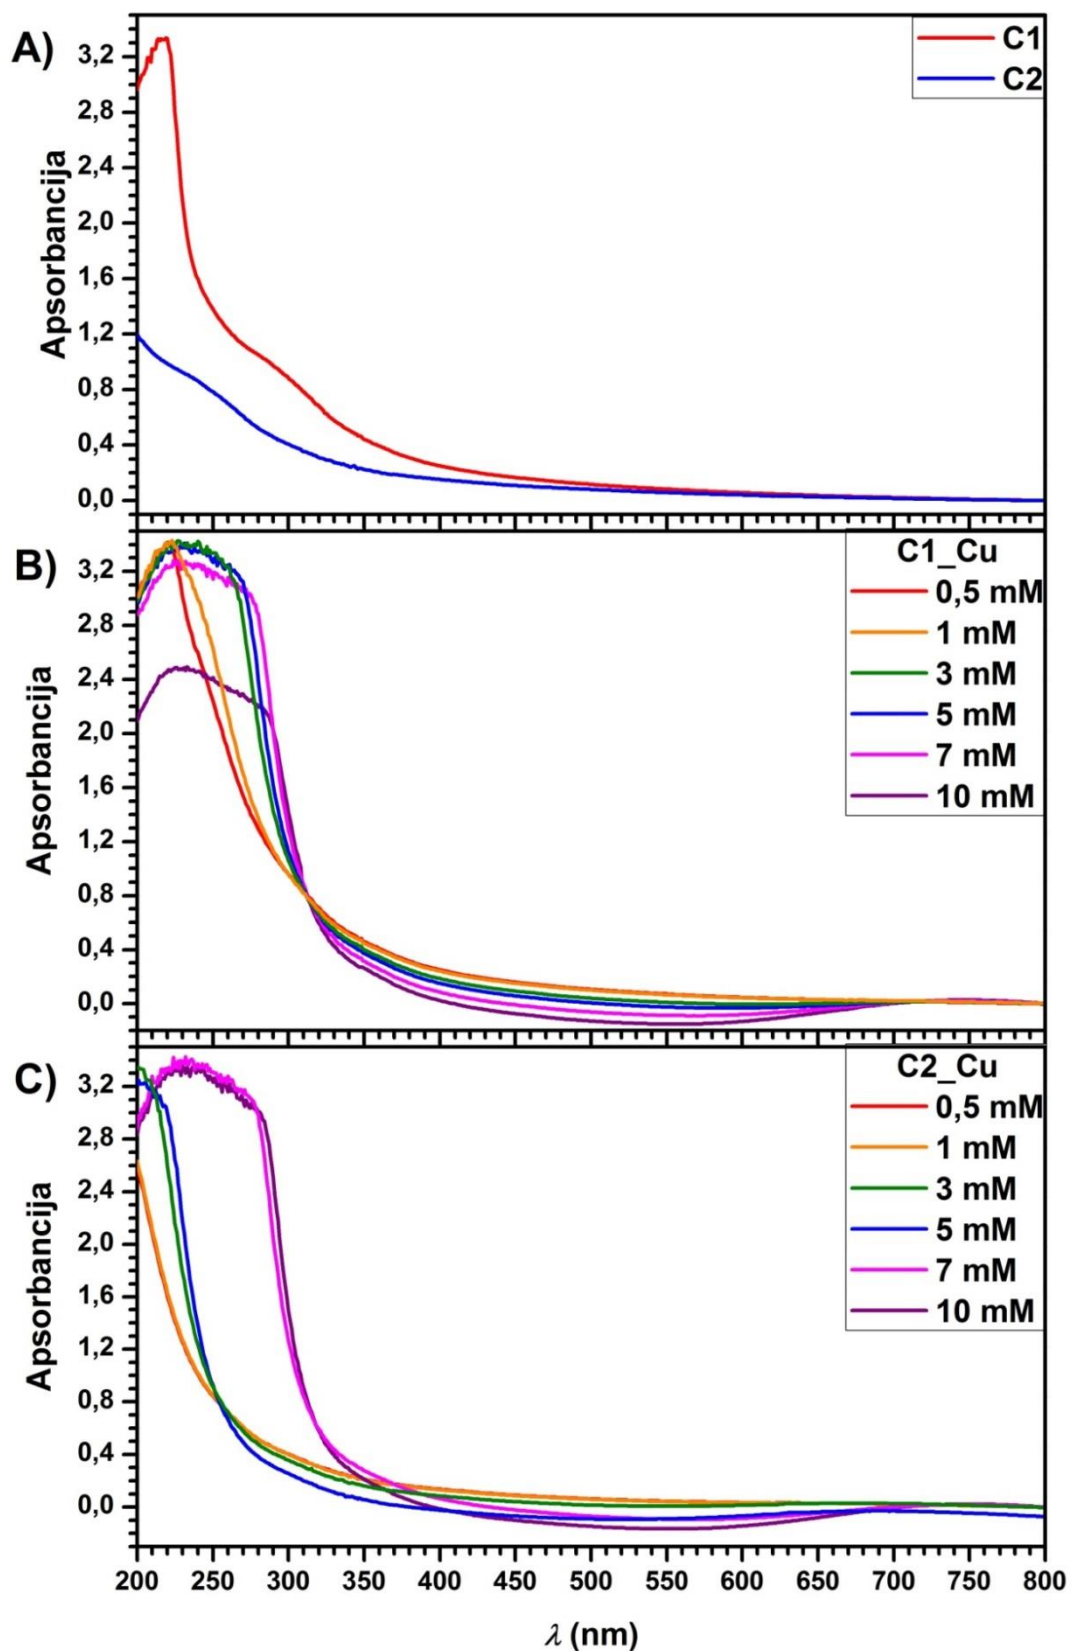 A)
C1
C2
3,2
2,8
2,4
2,0
1,6
1,2
0,8
0,4
0,0
Apsorbancija
B)
C1_Cu
0,5 mM
1 mM
3 mM
5 mM
7 mM
10 mM
3,2
2,8
2,4
2,0
1,6
1,2
0,8
0,4
0,0
Apsorbancija
C)
C2_Cu
0,5 mM
1 mM
3 mM
5 mM
7 mM
10 mM
3,2
2,8
2,4
2,0
1,6
1,2
0,8
0,4
0,0
Apsorbancija
200 250 300 350 400 450 500 550 600 650 700 750 800
λ (nm)